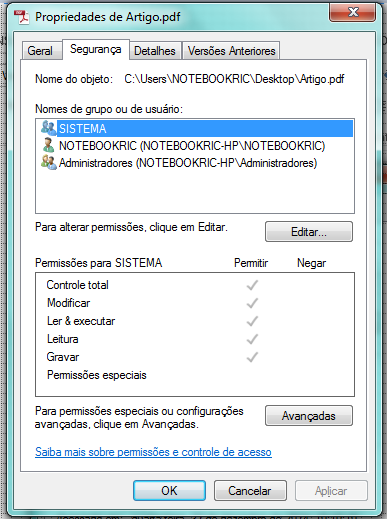 Propriedades de Artigo.pdf
Geral Segurança Detalhes Versões Anteriores
Nome do objeto: C:\Users\NOTEBOOKRIC\Desktop\Artigo.pdf
Nomes de grupo ou de usuário:
SISTEMA
NOTEBOOKRIC (NOTEBOOKRIC-HP\NOTEBOOKRIC)
Administradores (NOTEBOOKRIC-HP\Administradores)
Para alterar permissões, clique em Editar. Editar...
Permissões para SISTEMA Permitir Negar
Controle total
Modificar
Ler & executar
Leitura
Gravar
Permissões especiais
Para permissões especiais ou configurações
avançadas, clique em Avançadas. Avançadas
Saiba mais sobre permissões e controle de acesso
OK Cancelar Aplicar